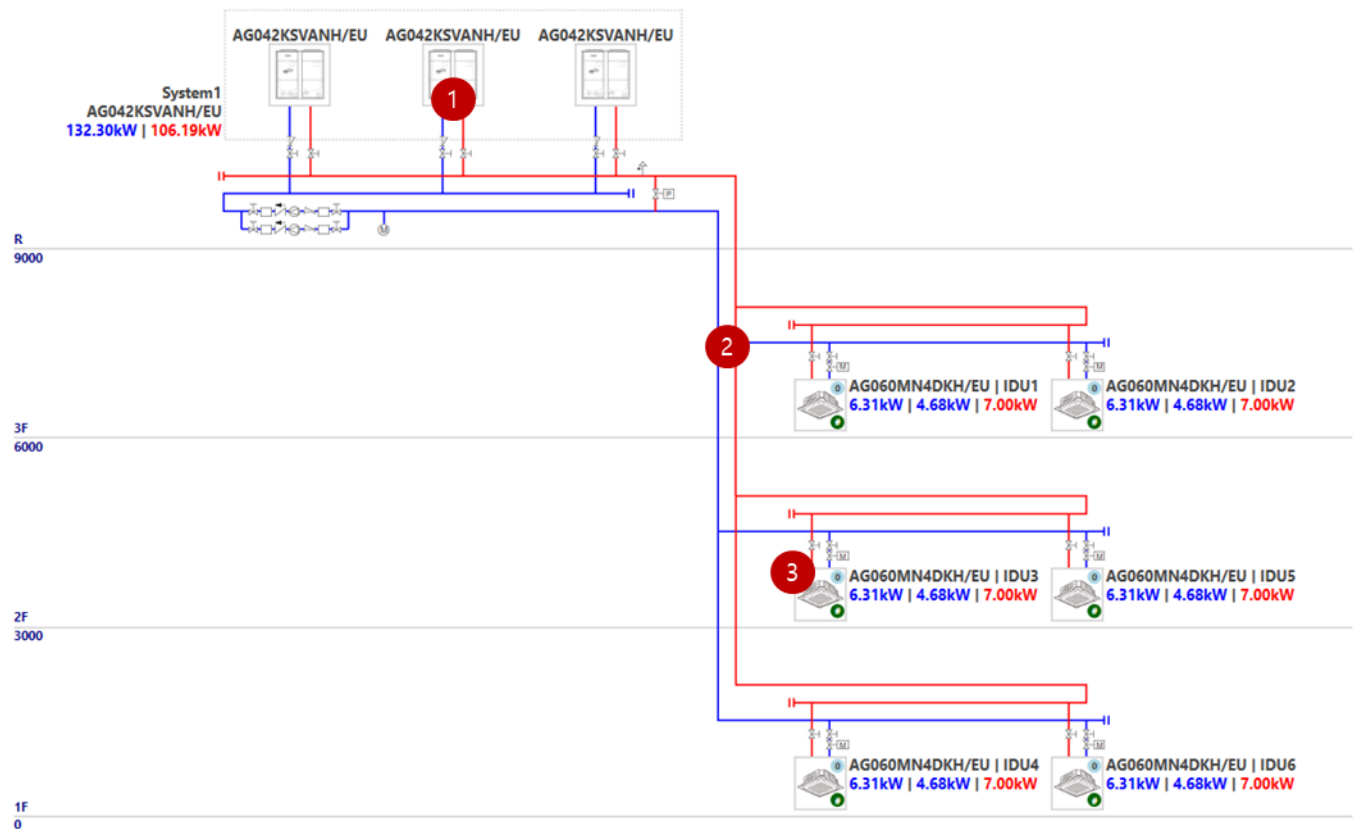 AG042KSVANH/EU AG042KSVANH/EU AG042KSVANH/EU
System1
AG042KSVANH/EU
132.30kW | 106.19kW
1
P
M
R
9000
2
M M
AG060MN4DKH/EU | IDU1
6.31kW | 4.68kW | 7.00kW
AG060MN4DKH/EU | IDU2
6.31kW | 4.68kW | 7.00kW
3F
6000
M M
3
AG060MN4DKH/EU | IDU3
6.31kW | 4.68kW | 7.00kW
AG060MN4DKH/EU | IDU5
6.31kW | 4.68kW | 7.00kW
2F
3000
M M
AG060MN4DKH/EU | IDU4
6.31kW | 4.68kW | 7.00kW
AG060MN4DKH/EU | IDU6
6.31kW | 4.68kW | 7.00kW
1F
0